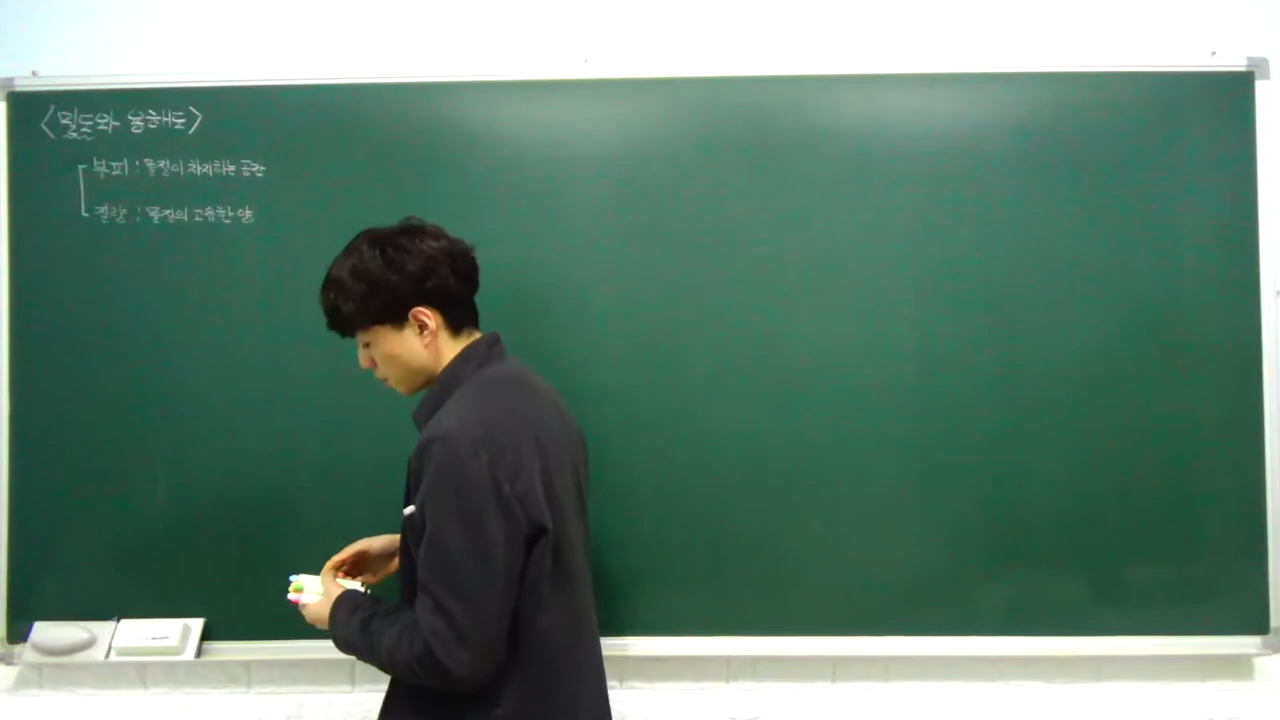 <밀도와 용해도>
부피 : 물질이 차지하는 공간
질량 : 물질의 고유한 양